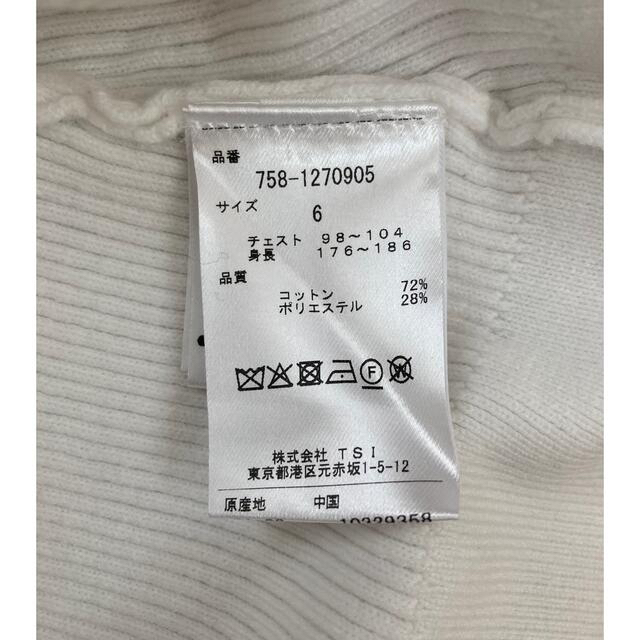 品番
758-1270905
サイズ
6
チェスト 98～104
身長 176～186
品質
コットン 72%
ポリエステル 28%
F
W
株式会社 TSI
東京都港区元赤坂1-5-12
原産地 中国
10329358